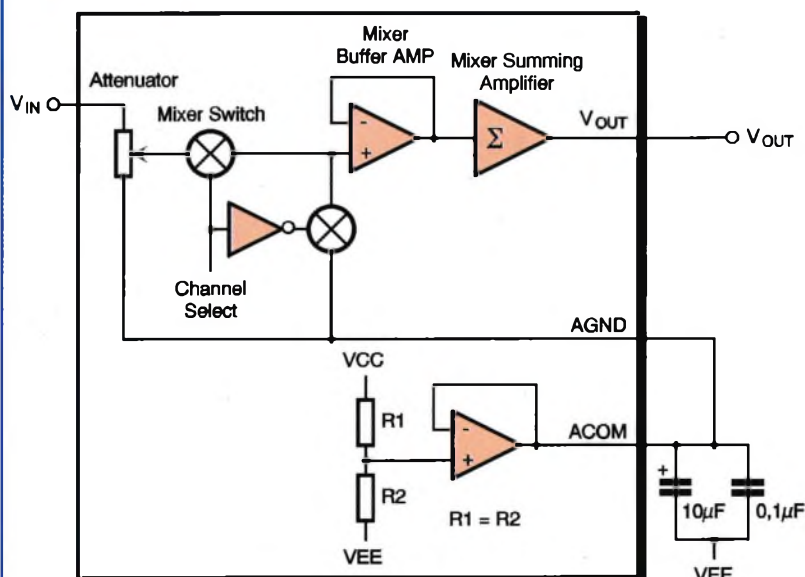 Mixer
Buffer AMP
Mixer Summing
Amplifier
Attenuator
VIN
Mixer Switch
-
+
Σ
VOUT
VOUT
Channel
Select
AGND
VCC
R1
-
+
ACOM
R2
R1 = R2
+
10µF
0,1µF
VEE
VEE